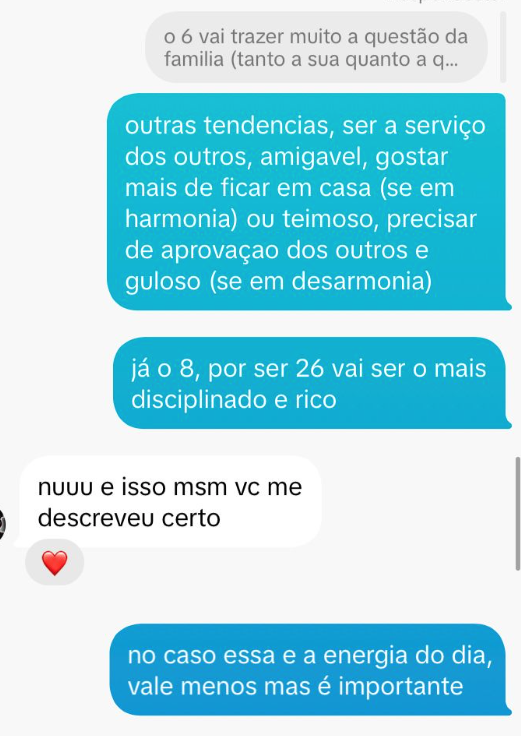 o 6 vai trazer muito a questão da
familia (tanto a sua quanto a q...
outras tendencias, ser a serviço
dos outros, amigavel, gostar
mais de ficar em casa (se em
harmonia) ou teimoso, precisar
de aprovaçao dos outros e
guloso (se em desarmonia)
já o 8, por ser 26 vai ser o mais
disciplinado e rico
nuuu e isso msm vc me
descreveu certo
no caso essa e a energia do dia,
vale menos mas é importante